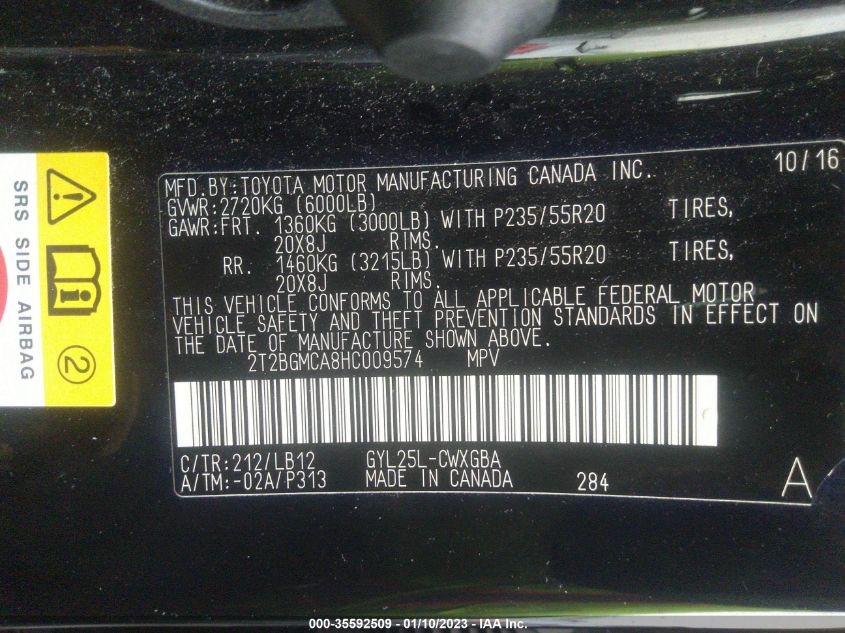 SRS SIDE AIRBAG
2
10/16
MFD.BY:TOYOTA MOTOR MANUFACTURING CANADA INC.
GVWR:2720KG (6000LB)
GAWR:FRT. 1360KG (3000LB) WITH P235/55R20 TIRES,
20X8J RIMS.
RR. 1460KG (3215LB) WITH P235/55R20 TIRES,
20X8J RIMS.
THIS VEHICLE CONFORMS TO ALL APPLICABLE FEDERAL MOTOR
VEHICLE SAFETY AND THEFT PREVENTION STANDARDS IN EFFECT ON
THE DATE OF MANUFACTURE SHOWN ABOVE.
2T2BGMCA8HC009574 MPV
C/TR:212/LB12 GYL25L-CWXGBA
A/TM:-02A/P313 MADE IN CANADA 284 A
000-35592509 - 01/10/2023 - IAA Inc.